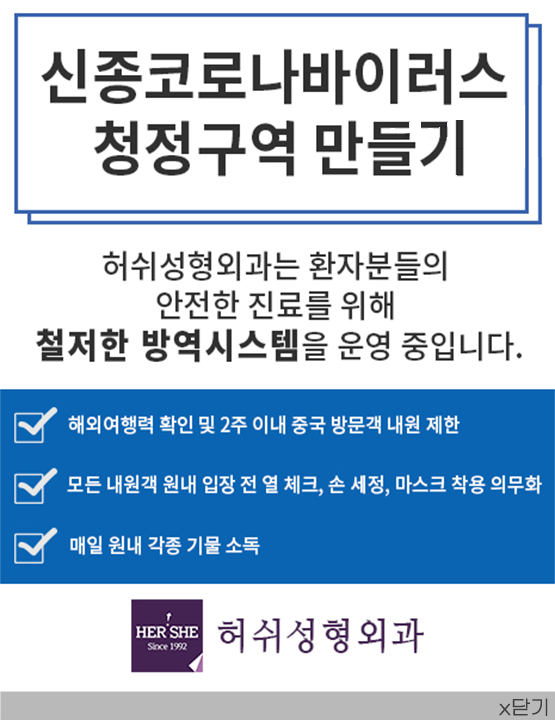 신종코로나바이러스
청정구역 만들기
허쉬성형외과는 환자분들의
안전한 진료를 위해
철저한 방역시스템을 운영 중입니다.
해외여행력 확인 및 2주 이내 중국 방문객 내원 제한
모든 내원객 원내 입장 전 열 체크, 손 세정, 마스크 착용 의무화
매일 원내 각종 기물 소독
HER SHE
Since 1992
허쉬성형외과
x닫기